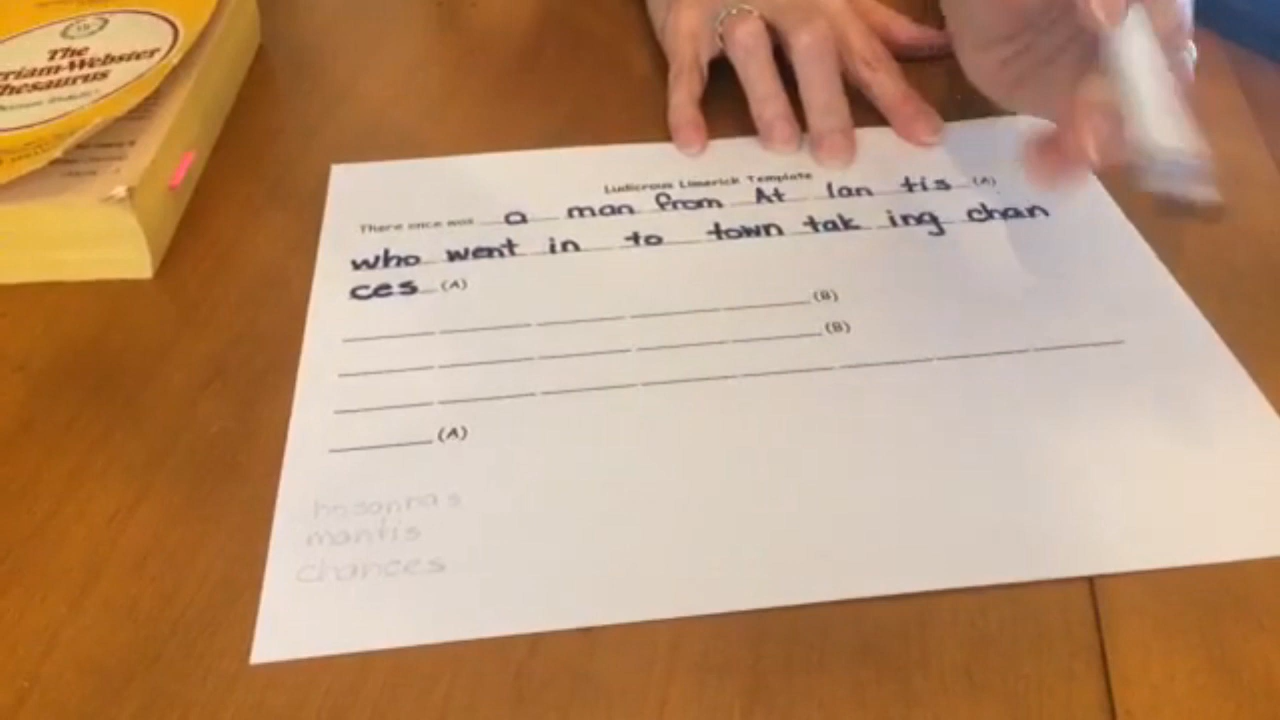 The
rriam-Webster
Thesaurus
Ludicrous Limerick Template
There once was a man from At lan tis (A)
who went in to town tak ing chan
ces (A)
(B)
(B)
(A)
hosannas
mantis
chances